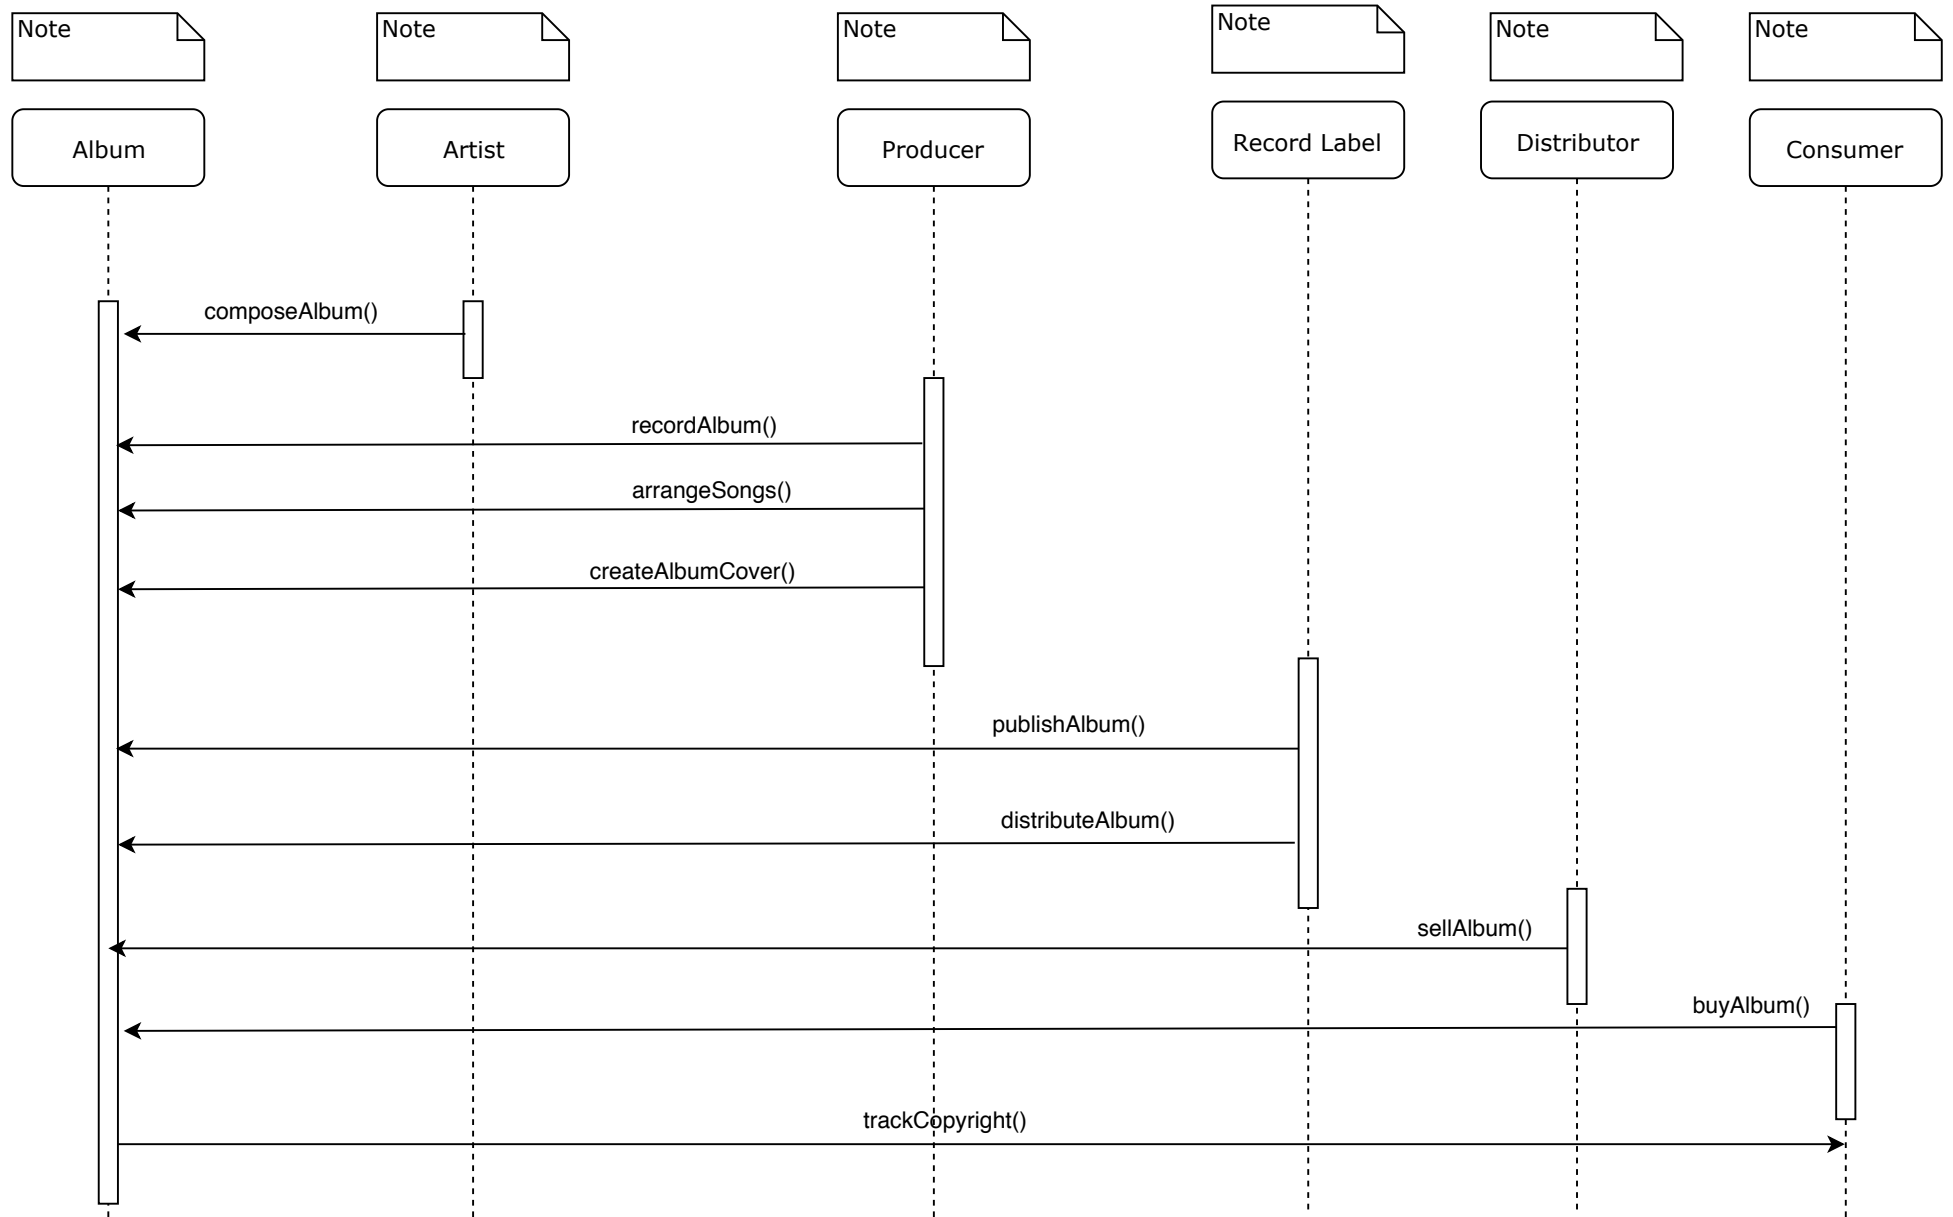 Note
Note
Note
Note
Note
Note
Album
Artist
Producer
Record Label
Distributor
Consumer
composeAlbum()
recordAlbum()
arrangeSongs()
createAlbumCover()
publishAlbum()
distributeAlbum()
sellAlbum()
buyAlbum()
trackCopyright()